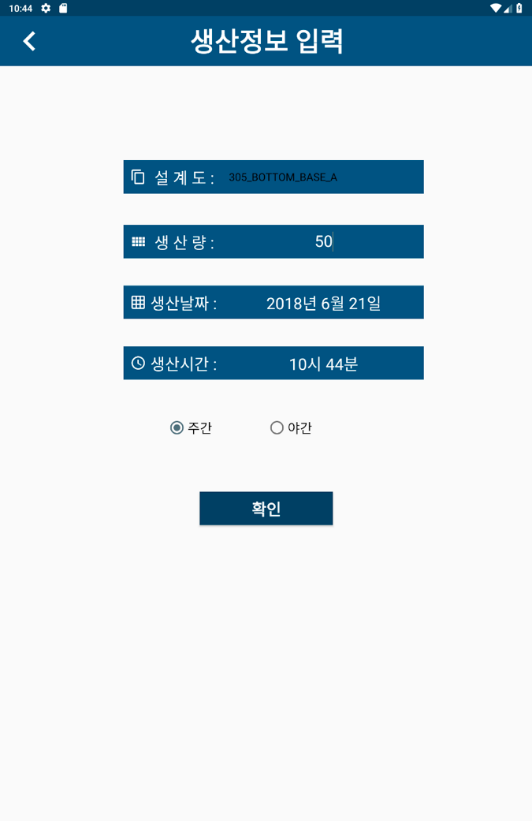 10:44
생산정보 입력
설 계 도 : 305_BOTTOM_BASE_A
생 산 량 : 50
생산날짜 : 2018년 6월 21일
생산시간 : 10시 44분
주간 야간
확인